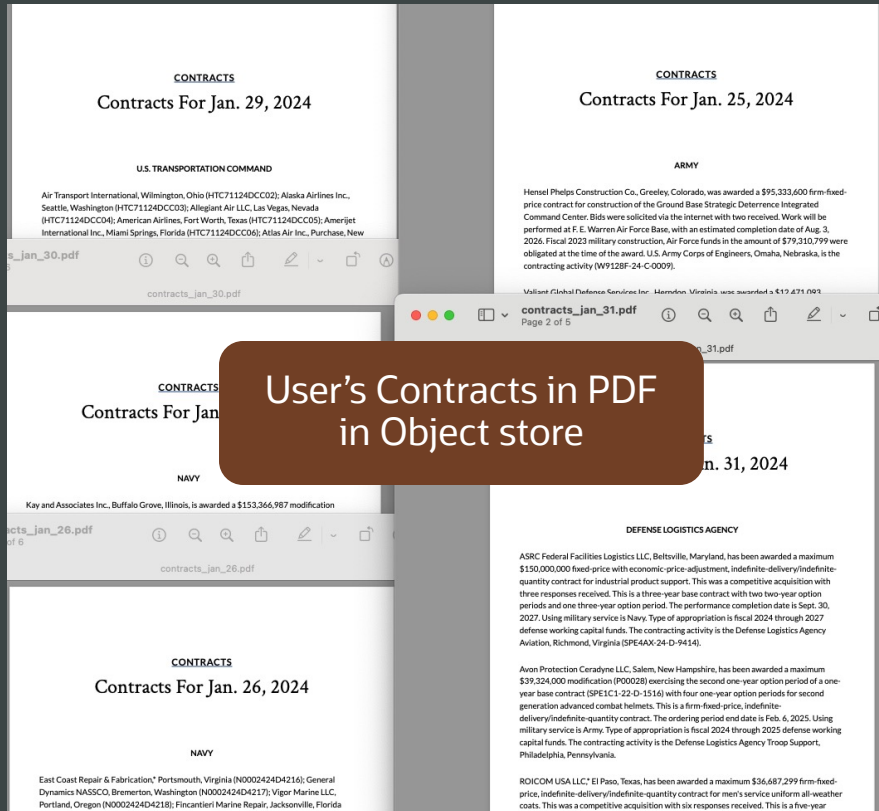 CONTRACTS
Contracts For Jan. 29, 2024
U.S. TRANSPORTATION COMMAND
Air Transport International, Wilmington, Ohio (HTC71124DCC02); Alaska Airlines Inc.,
Seattle, Washington (HTC71124DCC03); Allegiant Air LLC, Las Vegas, Nevada
(HTC71124DCC04); American Airlines, Fort Worth, Texas (HTC71124DCC05); Amerijet
International Inc., Miami Springs, Florida (HTC71124DCC06); Atlas Air Inc., Purchase, New
s_jan_30.pdf
contracts_jan_30.pdf
CONTRACTS
Contracts For Jan
NAVY
Kay and Associates Inc., Buffalo Grove, Illinois, is awarded a $153,366,987 modification
acts_jan_26.pdf
of 6
contracts_jan_26.pdf
CONTRACTS
Contracts For Jan. 26, 2024
NAVY
East Coast Repair & Fabrication,* Portsmouth, Virginia (N0002424D4216); General
Dynamics NASSCO, Bremerton, Washington (N0002424D4217); Vigor Marine LLC,
Portland, Oregon (N0002424D4218); Fincantieri Marine Repair, Jacksonville, Florida
CONTRACTS
Contracts For Jan. 25, 2024
ARMY
Hensel Phelps Construction Co., Greeley, Colorado, was awarded a $95,333,600 firm-fixed-
price contract for construction of the Ground Base Strategic Deterrence Integrated
Command Center. Bids were solicited via the internet with two received. Work will be
performed at F. E. Warren Air Force Base, with an estimated completion date of Aug. 3,
2026. Fiscal 2023 military construction, Air Force funds in the amount of $79,310,799 were
obligated at the time of the award. U.S. Army Corps of Engineers, Omaha, Nebraska, is the
contracting activity (W9128F-24-C-0009).
Valiant Global Defense Services Inc., Herndon, Virginia, was awarded a $12,471,093
contracts_jan_31.pdf
Page 2 of 5
_31.pdf
User's Contracts in PDF
in Object store
TS
n. 31, 2024
DEFENSE LOGISTICS AGENCY
ASRC Federal Facilities Logistics LLC, Beltsville, Maryland, has been awarded a maximum
$150,000,000 fixed-price with economic-price-adjustment, indefinite-delivery/indefinite-
quantity contract for industrial product support. This was a competitive acquisition with
three responses received. This is a three-year base contract with two two-year option
periods and one three-year option period. The performance completion date is Sept. 30,
2027. Using military service is Navy. Type of appropriation is fiscal 2024 through 2027
defense working capital funds. The contracting activity is the Defense Logistics Agency
Aviation, Richmond, Virginia (SPE4AX-24-D-9414).
Avon Protection Ceradyne LLC, Salem, New Hampshire, has been awarded a maximum
$39,324,000 modification (P00028) exercising the second one-year option period of a one-
year base contract (SPE1C1-22-D-1516) with four one-year option periods for second
generation advanced combat helmets. This is a firm-fixed-price, indefinite-
delivery/indefinite-quantity contract. The ordering period end date is Feb. 6, 2025. Using
military service is Army. Type of appropriation is fiscal 2024 through 2025 defense working
capital funds. The contracting activity is the Defense Logistics Agency Troop Support,
Philadelphia, Pennsylvania.
ROICOM USA LLC,* El Paso, Texas, has been awarded a maximum $36,687,299 firm-fixed-
price, indefinite-delivery/indefinite-quantity contract for men's service uniform all-weather
coats. This was a competitive acquisition with six responses received. This is a five-year